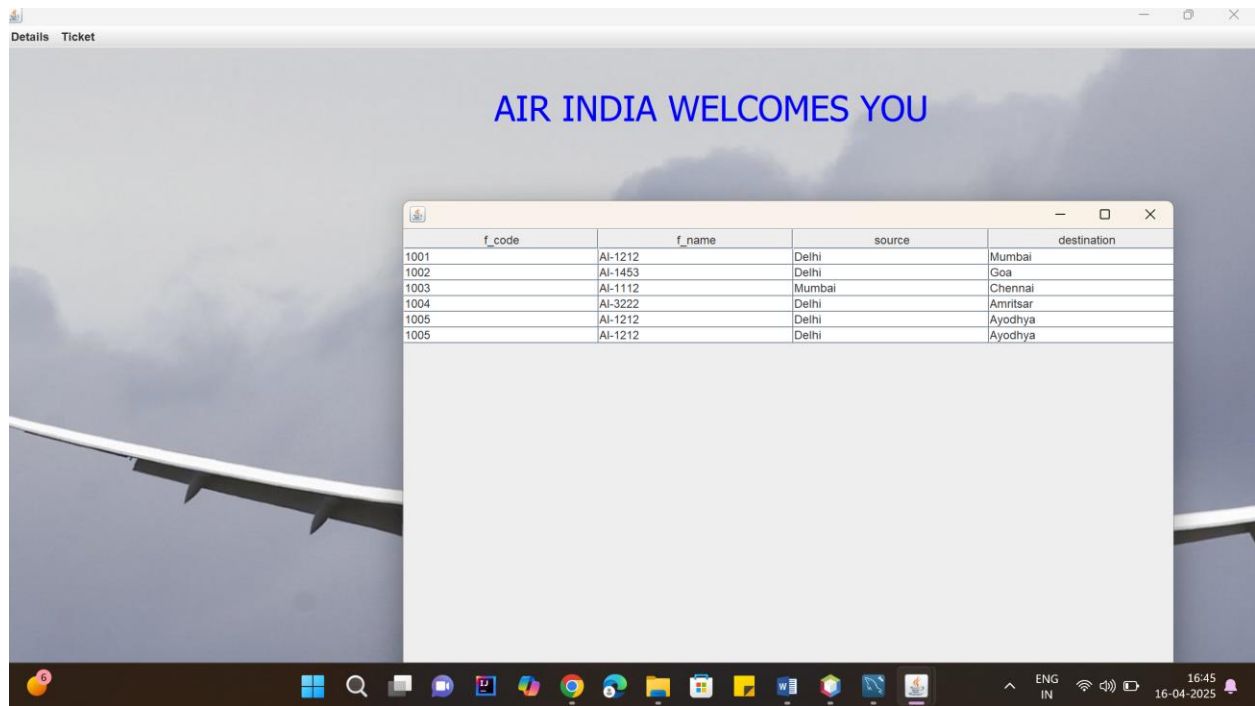 Details Ticket
AIR INDIA WELCOMES YOU
f_code f_name source destination
1001 AI-1212 Delhi Mumbai
1002 AI-1453 Delhi Goa
1003 AI-1112 Mumbai Chennai
1004 AI-3222 Delhi Amritsar
1005 AI-1212 Delhi Ayodhya
1005 AI-1212 Delhi Ayodhya
6
ENG
IN
16:45
16-04-2025